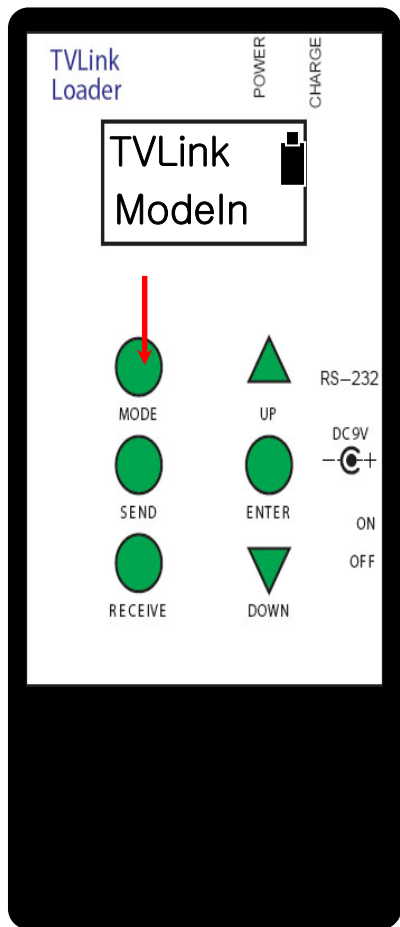 TVLink
Loader
POWER
CHARGE
TVLink
ModeIn
RS-232
MODE
UP
DC9V
SEND
ENTER
ON
OFF
RECEIVE
DOWN